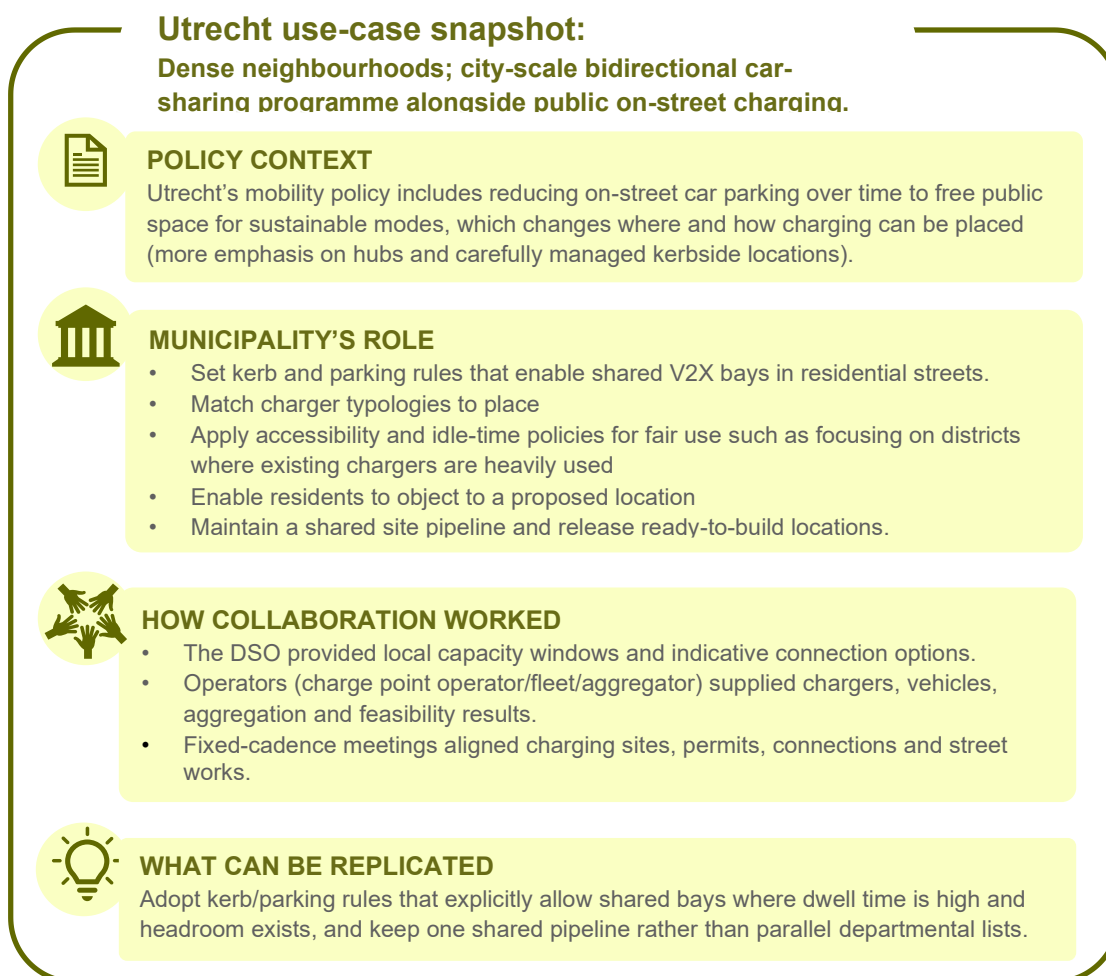 Utrecht use-case snapshot:
Dense neighbourhoods; city-scale bidirectional car-
sharing programme alongside public on-street charging.
POLICY CONTEXT
Utrecht’s mobility policy includes reducing on-street car parking over time to free public
space for sustainable modes, which changes where and how charging can be placed
(more emphasis on hubs and carefully managed kerbside locations).
MUNICIPALITY’S ROLE
• Set kerb and parking rules that enable shared V2X bays in residential streets.
• Match charger typologies to place
• Apply accessibility and idle-time policies for fair use such as focusing on districts
where existing chargers are heavily used
• Enable residents to object to a proposed location
• Maintain a shared site pipeline and release ready-to-build locations.
HOW COLLABORATION WORKED
• The DSO provided local capacity windows and indicative connection options.
• Operators (charge point operator/fleet/aggregator) supplied chargers, vehicles,
aggregation and feasibility results.
• Fixed-cadence meetings aligned charging sites, permits, connections and street
works.
WHAT CAN BE REPLICATED
Adopt kerb/parking rules that explicitly allow shared bays where dwell time is high and
headroom exists, and keep one shared pipeline rather than parallel departmental lists.